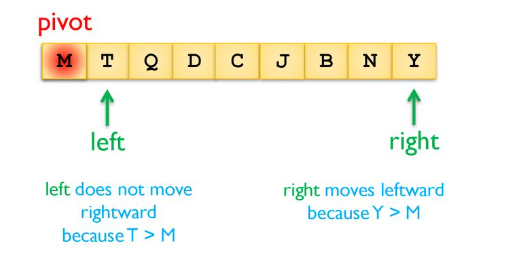 pivot
M T Q D C J B N Y
left
right
left does not move
rightward
because T > M
right moves leftward
because Y > M